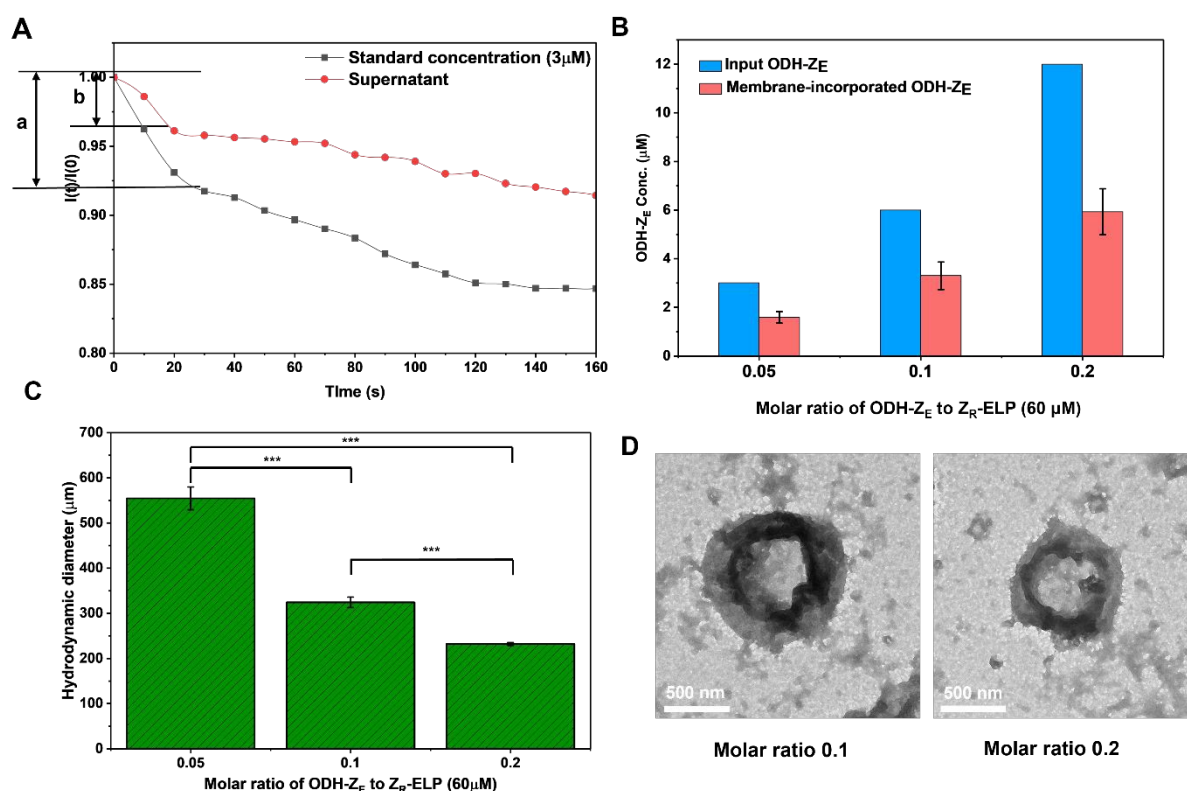 A
Standard concentration (3μM)
Supernatant
a
b
1.00
0.95
0.90
0.85
0.80
I(t)/I(0)
0 20 40 60 80 100 120 140 160
TIme (s)
B
Input ODH-ZE
Membrane-incorporated ODH-ZE
12
10
8
6
4
2
0
ODH-ZE Conc. (μM)
0.05 0.1 0.2
Molar ratio of ODH-ZE to ZR-ELP (60 μM)
C
700
600
500
400
300
200
100
0
Hydrodynamic diameter (μm)
***
***
***
0.05 0.1 0.2
Molar ratio of ODH-ZE to ZR-ELP (60μM)
D
500 nm
500 nm
Molar ratio 0.1
Molar ratio 0.2